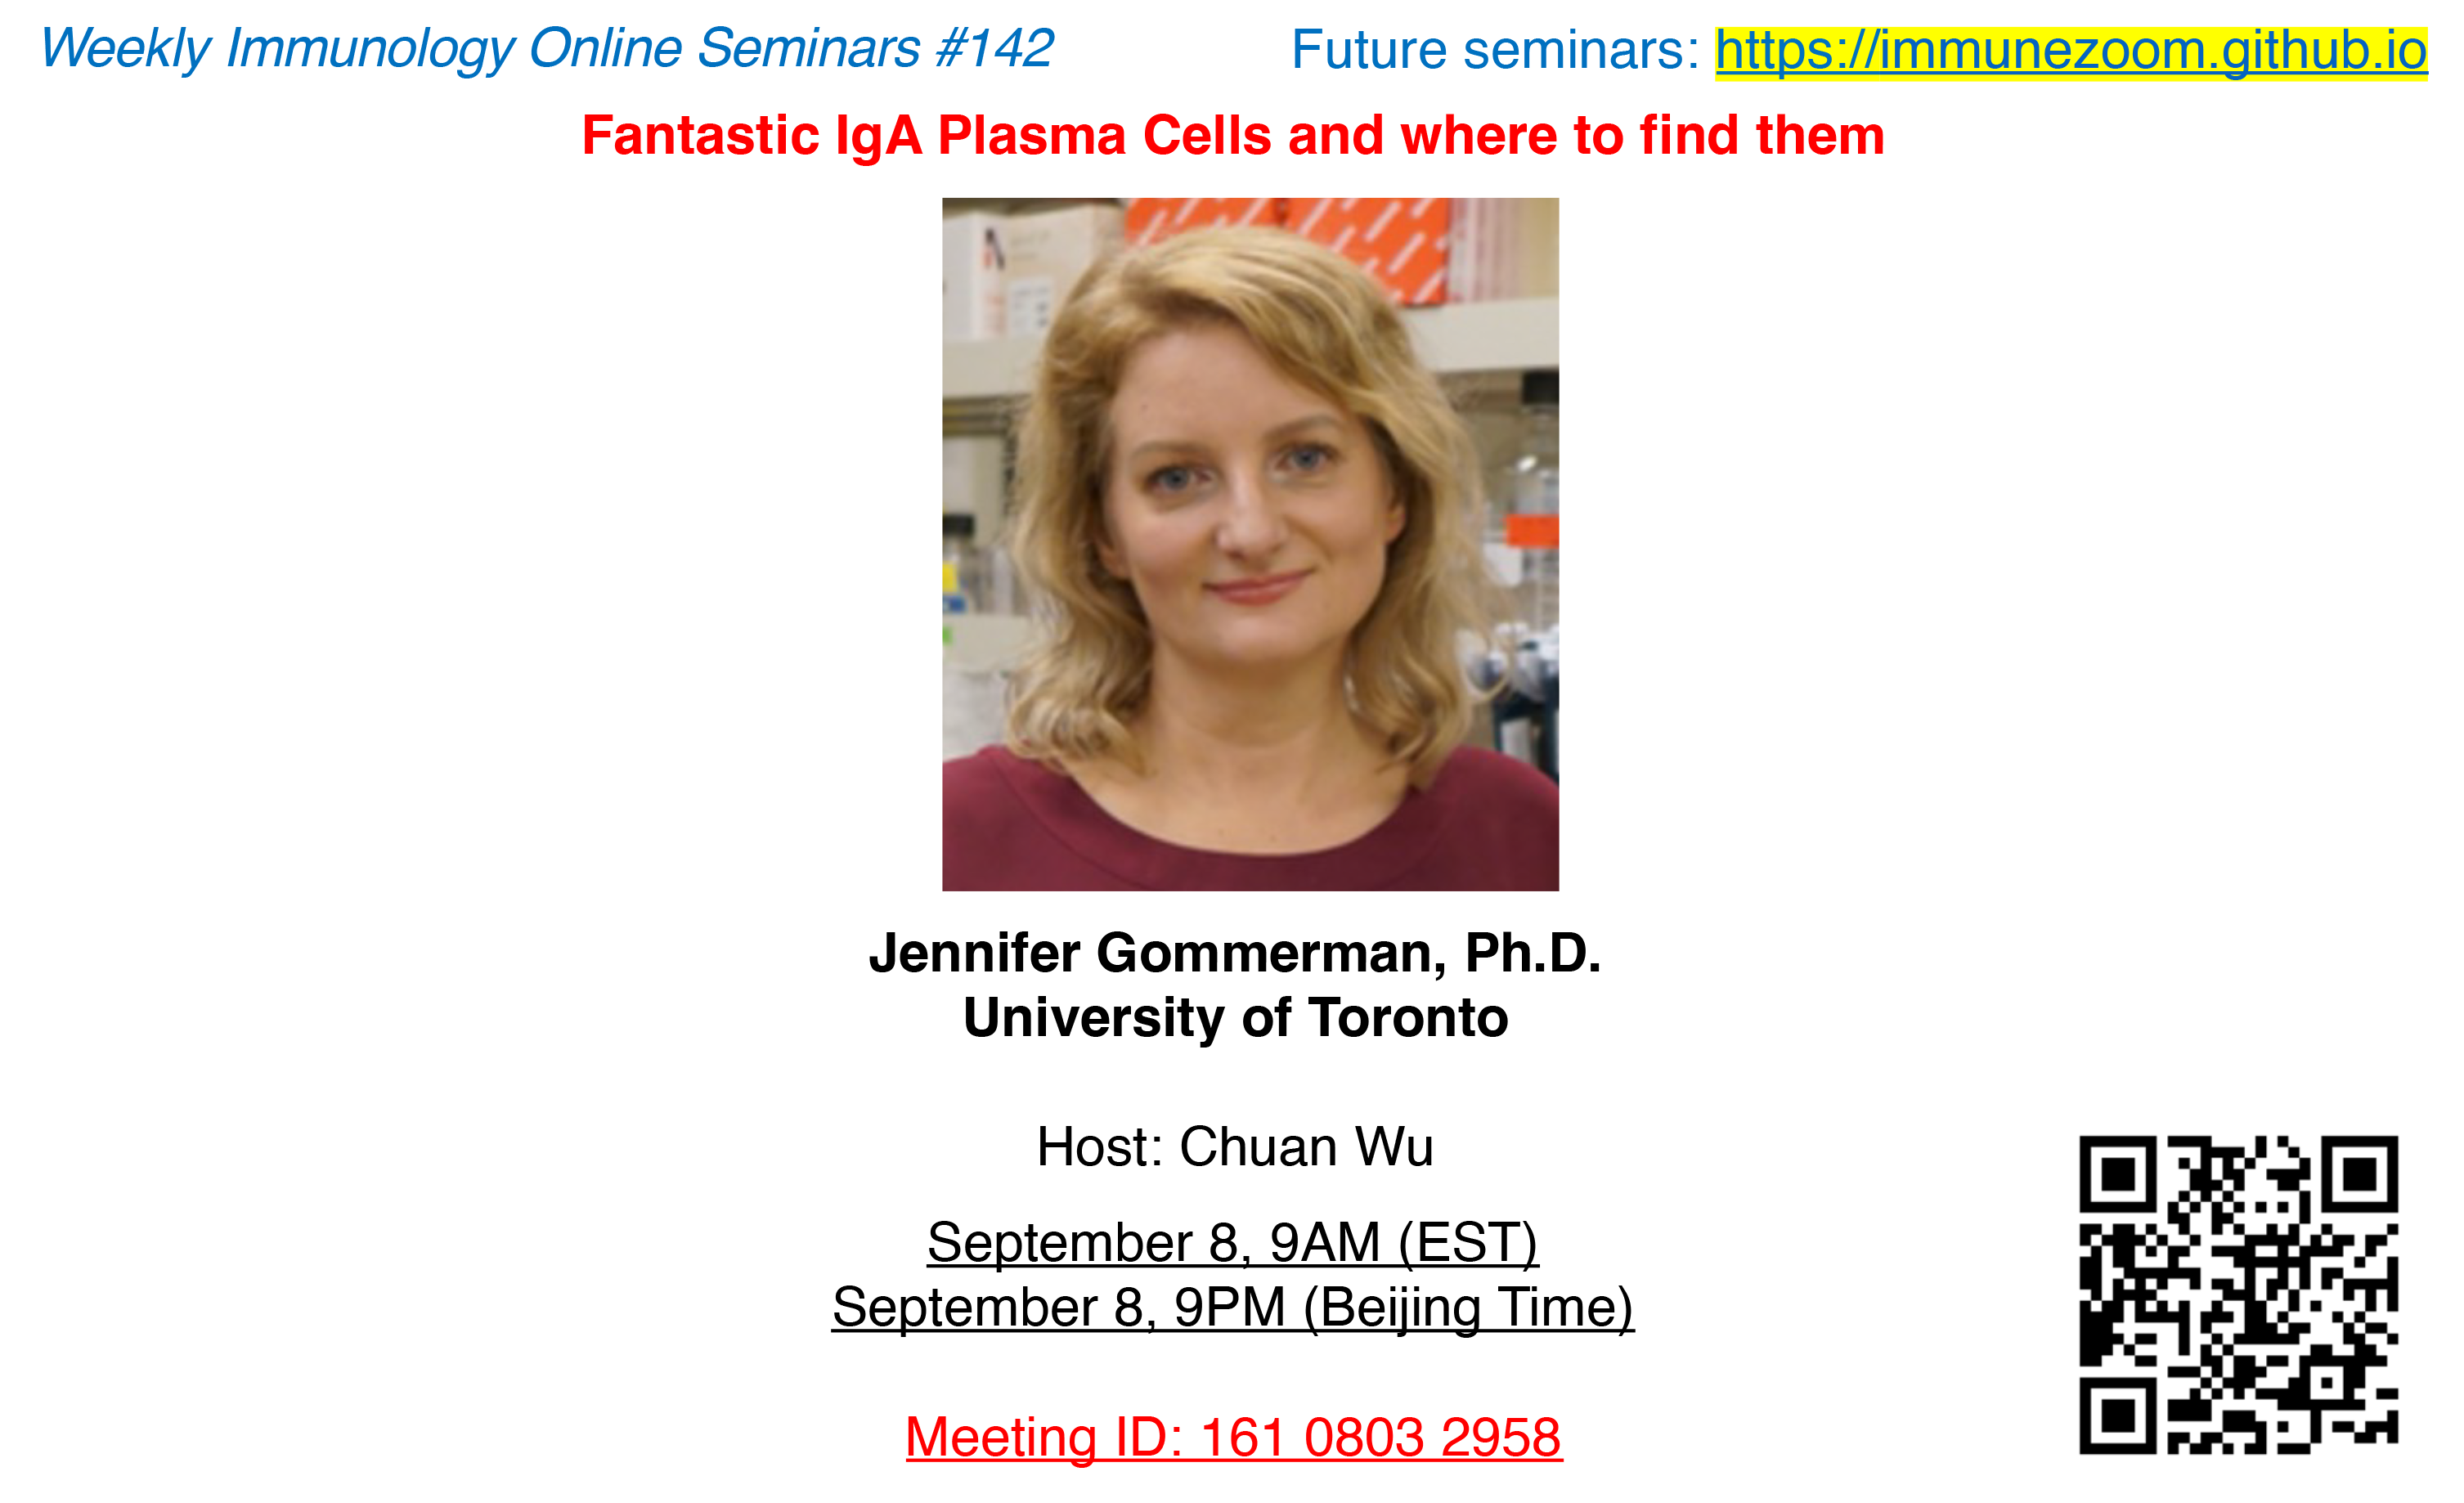 Weekly Immunology Online Seminars #142
Future seminars: https://immunezoom.github.io
Fantastic IgA Plasma Cells and where to find them
Jennifer Gommerman, Ph.D.
University of Toronto
Host: Chuan Wu
September 8, 9AM (EST)
September 8, 9PM (Beijing Time)
Meeting ID: 161 0803 2958